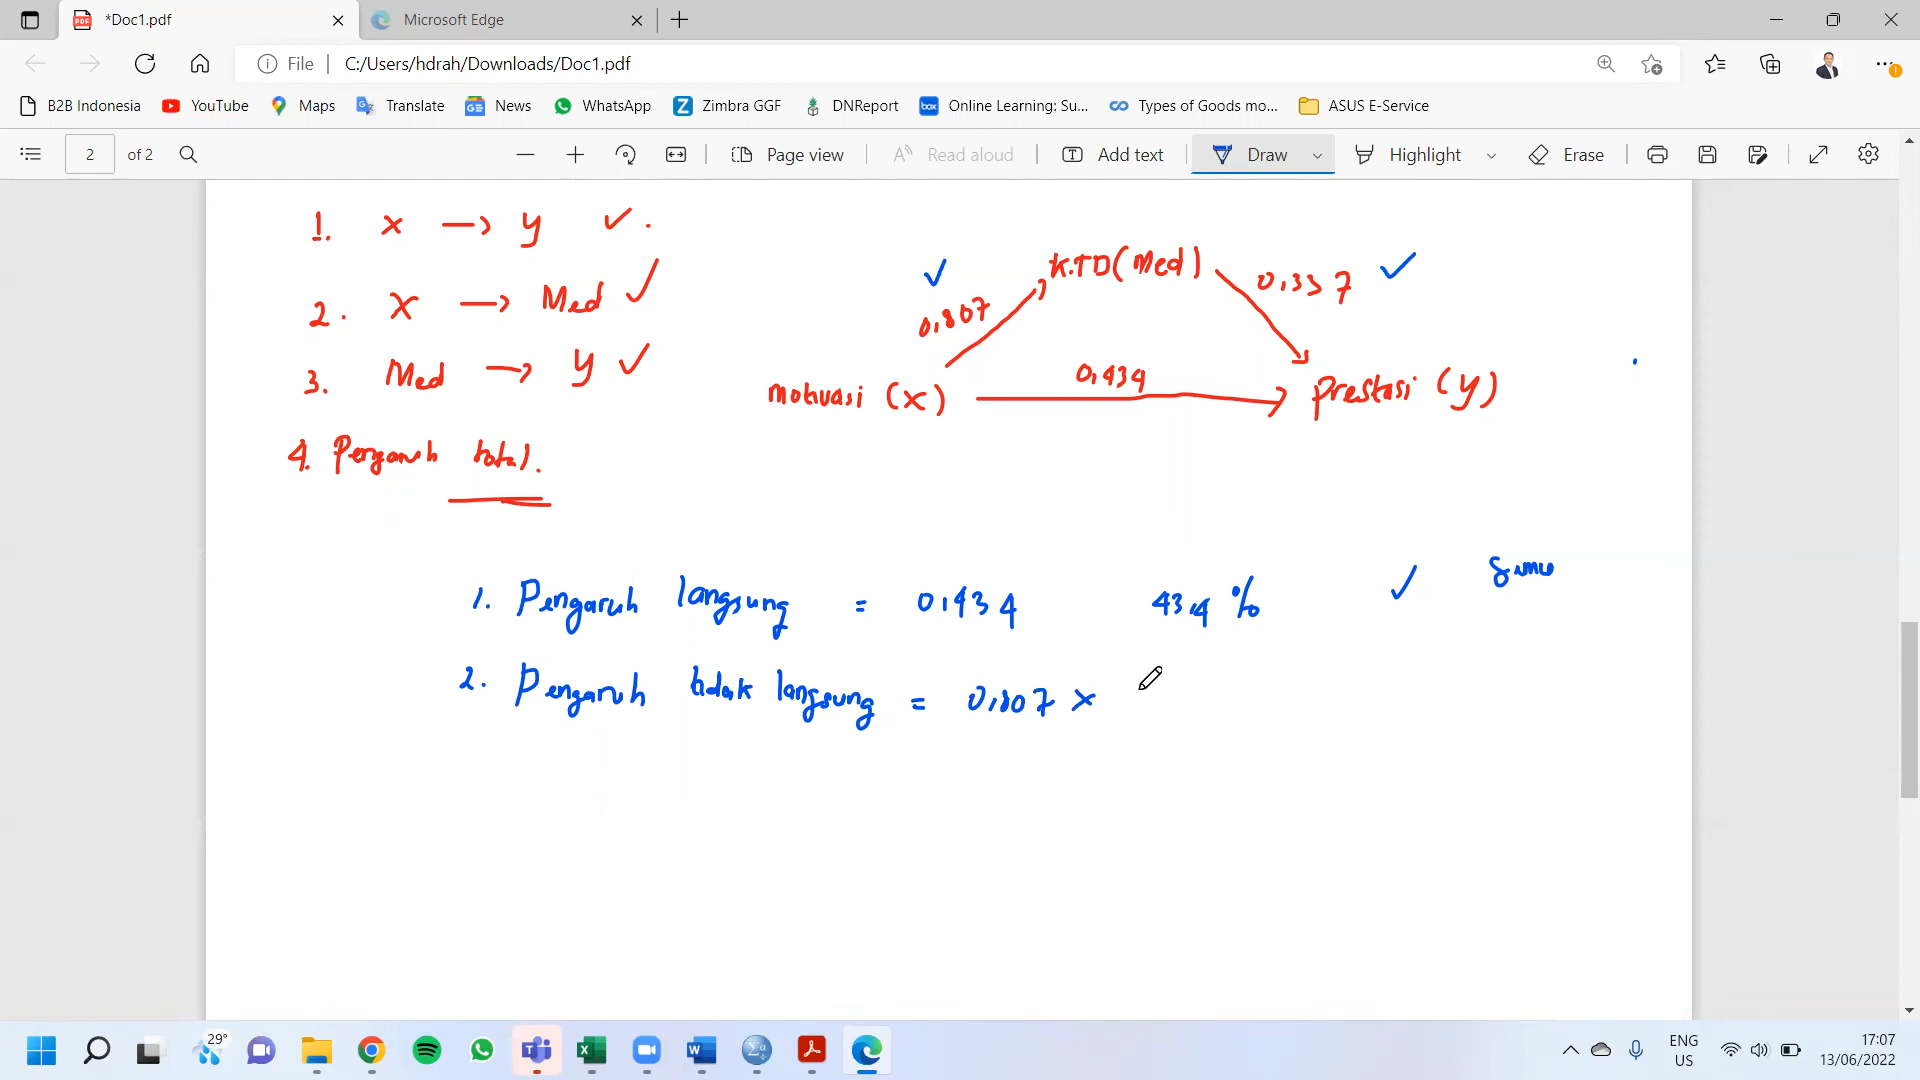 *Doc1.pdf
Microsoft Edge
File
C:/Users/hdrah/Downloads/Doc1.pdf
B2B Indonesia
YouTube
Maps
Translate
News
WhatsApp
Zimbra GGF
DNReport
Online Learning: Su...
Types of Goods mo...
ASUS E-Service
2 of 2
Page view
Read aloud
Add text
Draw
Highlight
Erase
1. x → y ✓ .
2. X → Med ✓
3. Med → y ✓
4. Pengaruh total.
✓ K.TD(Med) 0,337 ✓
0,807
0,434
motivasi (x) → prestasi (y)
1. Pengaruh langsung = 0,434 43,4 % ✓
2. Pengaruh tidak langsung = 0,807 x
29°
ENG
US
17:07
13/06/2022